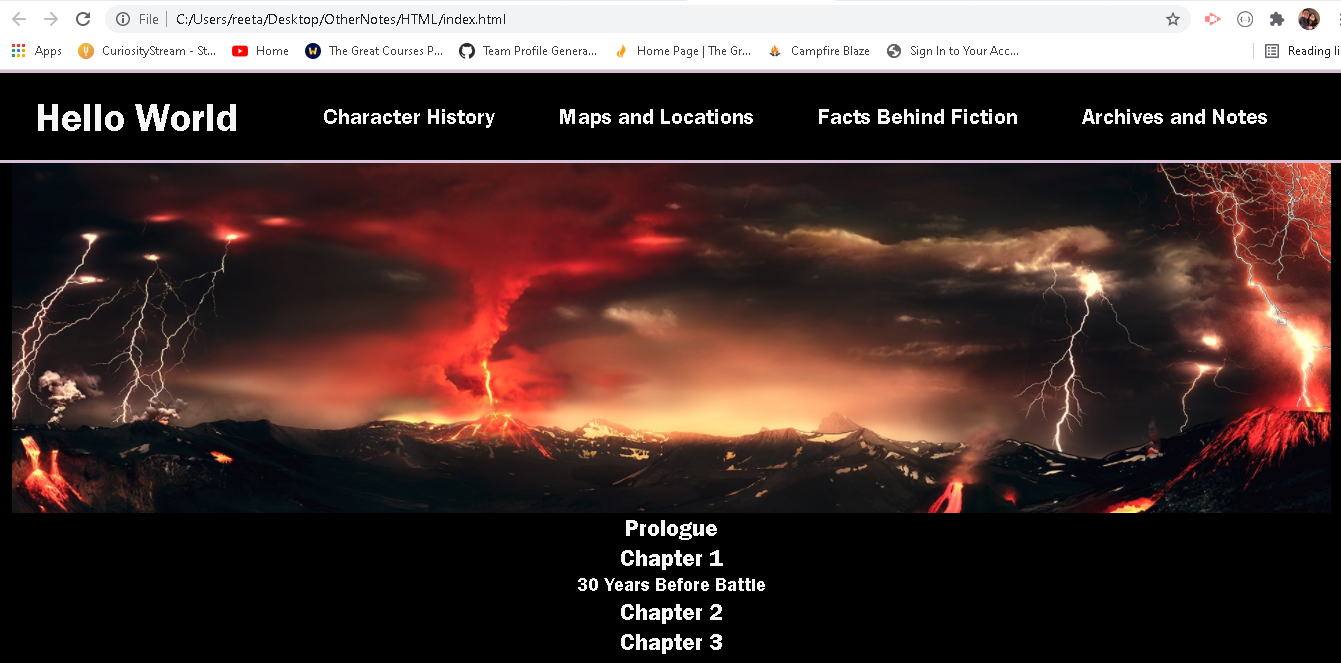 File | C:/Users/reeta/Desktop/OtherNotes/HTML/index.html
Apps CuriosityStream - St... Home The Great Courses P... Team Profile Genera... Home Page | The Gr... Campfire Blaze Sign In to Your Acc... Reading li
Hello World Character History Maps and Locations Facts Behind Fiction Archives and Notes
Prologue
Chapter 1
30 Years Before Battle
Chapter 2
Chapter 3